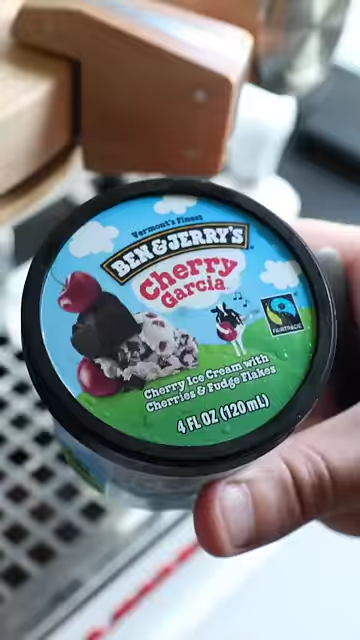 Vermont's Finest
BEN & JERRY'S
Cherry
Garcia
FAIRTRADE
Cherry Ice Cream with
Cherries & Fudge Flakes
4 FL OZ (120 mL)